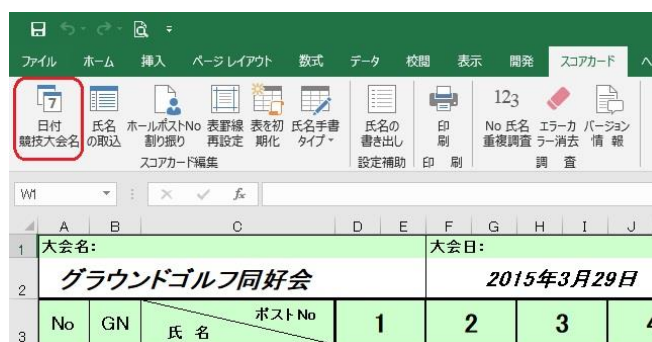 ファイル ホーム 挿入 ページ レイアウト 数式 データ 校閲 表示 開発 スコアカード
7 123
日付 氏名 ホールポストNo 表罫線 表を初 氏名手書 氏名の 印 No 氏名 エラーカ バージョン
競技大会名 の取込 割り振り 再設定 期化 タイプ 書き出し 刷 重複調査 ラー消去 情 報
スコアカード編集 設定補助 印 刷 調 査
W1 fx
A B C D E F G H I J
1 大会名: 大会日:
2 グラウンドゴルフ同好会 2015年3月29日
3 No GN 氏 名 ポストNo 1 2 3